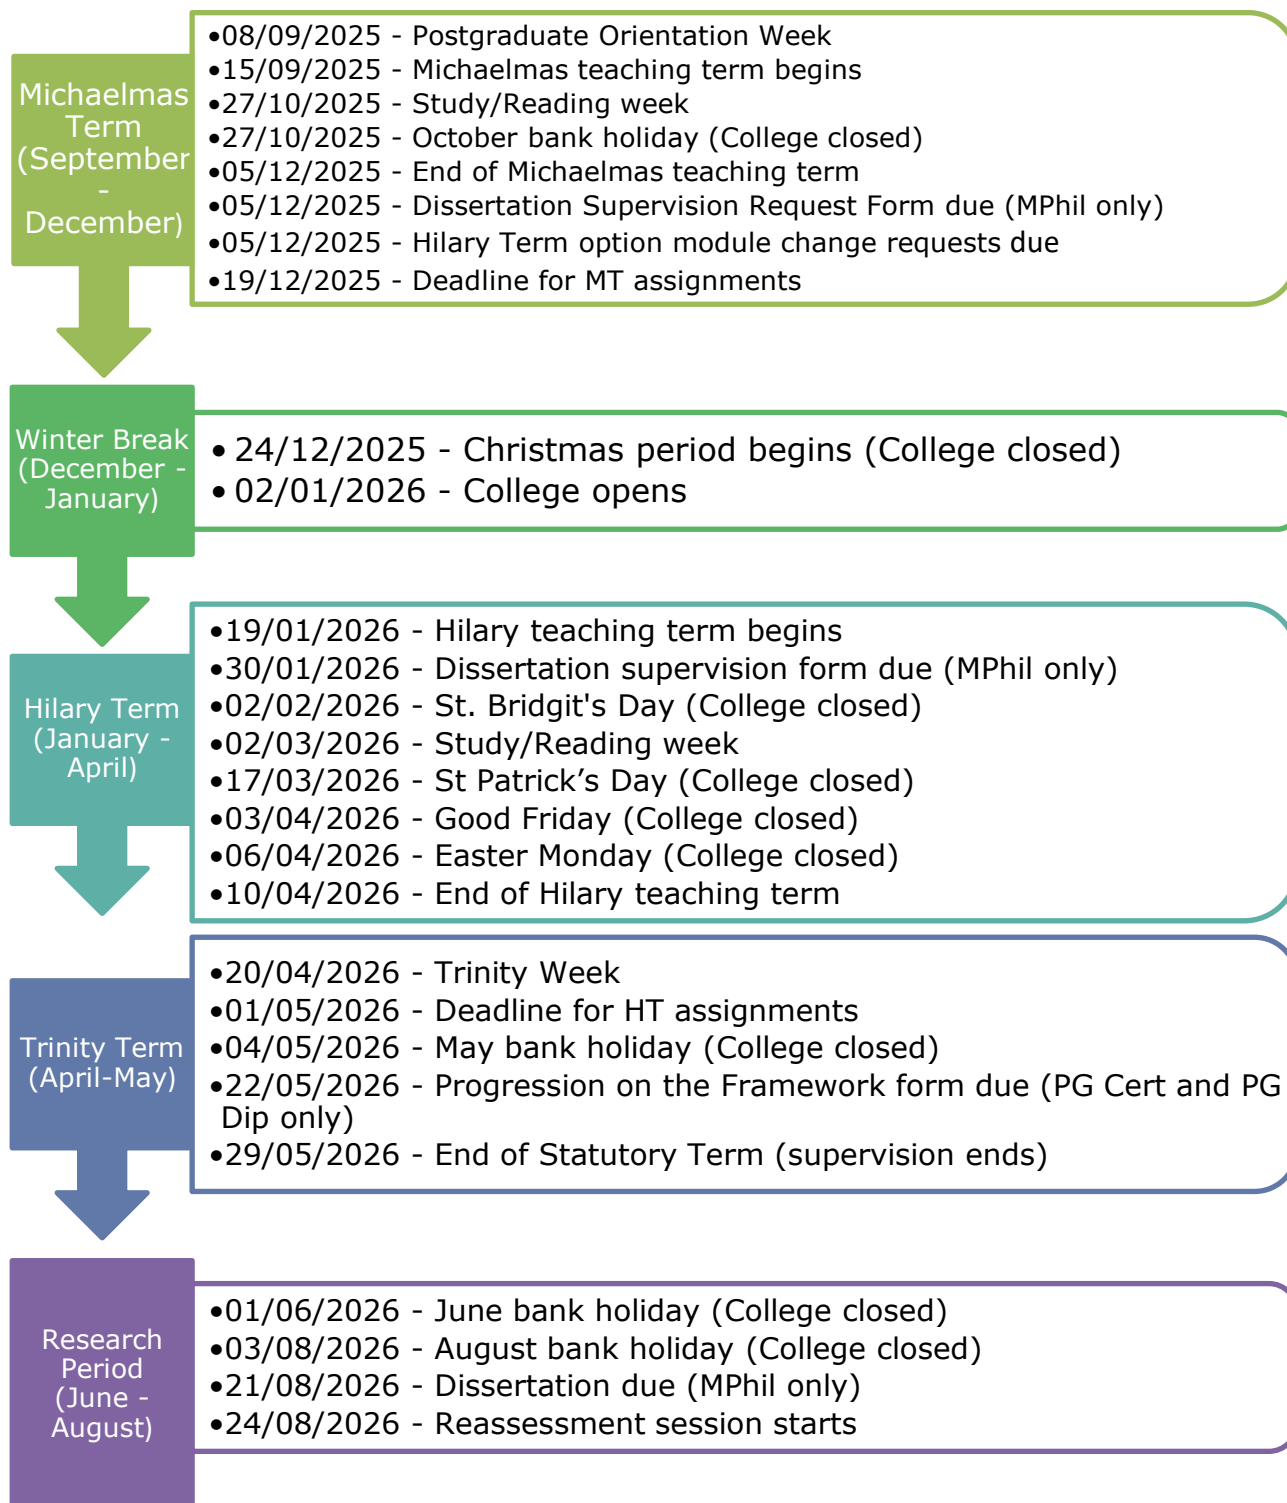 Michaelmas
Term
(September
-
December)
•08/09/2025 - Postgraduate Orientation Week
•15/09/2025 - Michaelmas teaching term begins
•27/10/2025 - Study/Reading week
•27/10/2025 - October bank holiday (College closed)
•05/12/2025 - End of Michaelmas teaching term
•05/12/2025 - Dissertation Supervision Request Form due (MPhil only)
•05/12/2025 - Hilary Term option module change requests due
•19/12/2025 - Deadline for MT assignments
Winter Break
(December -
January)
• 24/12/2025 - Christmas period begins (College closed)
• 02/01/2026 - College opens
Hilary Term
(January -
April)
•19/01/2026 - Hilary teaching term begins
•30/01/2026 - Dissertation supervision form due (MPhil only)
•02/02/2026 - St. Bridgit's Day (College closed)
•02/03/2026 - Study/Reading week
•17/03/2026 - St Patrick’s Day (College closed)
•03/04/2026 - Good Friday (College closed)
•06/04/2026 - Easter Monday (College closed)
•10/04/2026 - End of Hilary teaching term
Trinity Term
(April-May)
•20/04/2026 - Trinity Week
•01/05/2026 - Deadline for HT assignments
•04/05/2026 - May bank holiday (College closed)
•22/05/2026 - Progression on the Framework form due (PG Cert and PG
Dip only)
•29/05/2026 - End of Statutory Term (supervision ends)
Research
Period
(June -
August)
•01/06/2026 - June bank holiday (College closed)
•03/08/2026 - August bank holiday (College closed)
•21/08/2026 - Dissertation due (MPhil only)
•24/08/2026 - Reassessment session starts